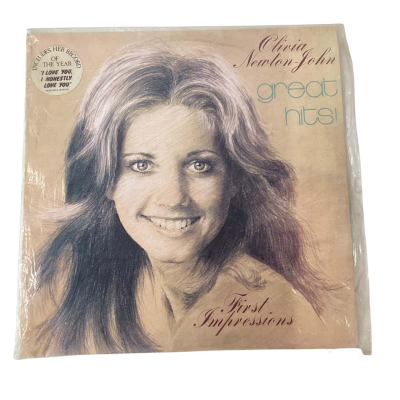 INCLUDES HER RECORD
OF
THE YEAR
"I LOVE YOU,
I HONESTLY
LOVE YOU"
Olivia
Newton-John
great
hits!
First
Impressions